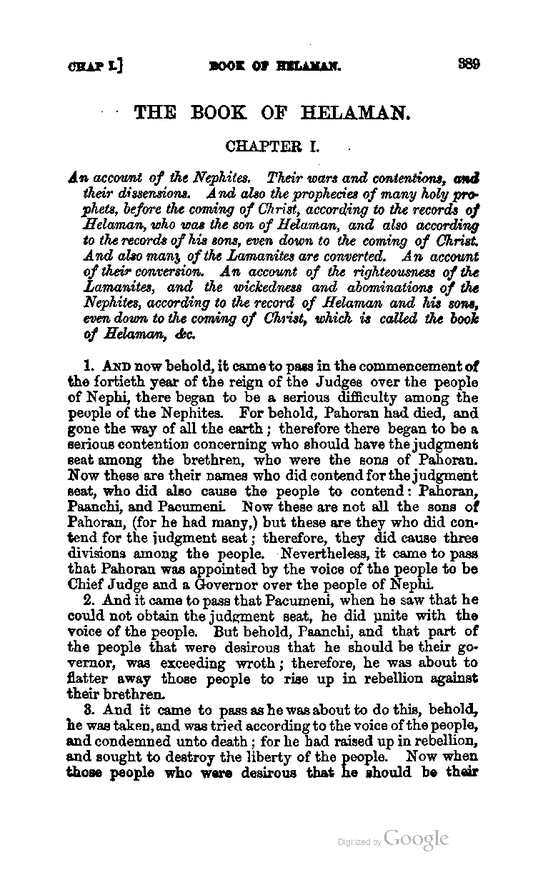 CHAP I.] BOOK OF HELAMAN. 389
THE BOOK OF HELAMAN.
CHAPTER I.
An account of the Nephites. Their wars and contentions, and
their dissensions. And also the prophecies of many holy pro-
phets, before the coming of Christ, according to the records of
Helaman, who was the son of Helaman, and also according
to the records of his sons, even down to the coming of Christ.
And also many of the Lamanites are converted. An account
of their conversion. An account of the righteousness of the
Lamanites, and the wickedness and abominations of the
Nephites, according to the record of Helaman and his sons,
even down to the coming of Christ, which is called the book
of Helaman, &c.
1. AND now behold, it came to pass in the commencement of
the fortieth year of the reign of the Judges over the people
of Nephi, there began to be a serious difficulty among the
people of the Nephites. For behold, Pahoran had died, and
gone the way of all the earth; therefore there began to be a
serious contention concerning who should have the judgment
seat among the brethren, who were the sons of Pahoran.
Now these are their names who did contend for the judgment
seat, who did also cause the people to contend: Pahoran,
Paanchi, and Pacumeni. Now these are not all the sons of
Pahoran, (for he had many,) but these are they who did con-
tend for the judgment seat; therefore, they did cause three
divisions among the people. Nevertheless, it came to pass
that Pahoran was appointed by the voice of the people to be
Chief Judge and a Governor over the people of Nephi.
2. And it came to pass that Pacumeni, when he saw that he
could not obtain the judgment seat, he did unite with the
voice of the people. But behold, Paanchi, and that part of
the people that were desirous that he should be their go-
vernor, was exceeding wroth; therefore, he was about to
flatter away those people to rise up in rebellion against
their brethren.
3. And it came to pass as he was about to do this, behold,
he was taken, and was tried according to the voice of the people,
and condemned unto death; for he had raised up in rebellion,
and sought to destroy the liberty of the people. Now when
those people who were desirous that he should be their
Digitized by Google